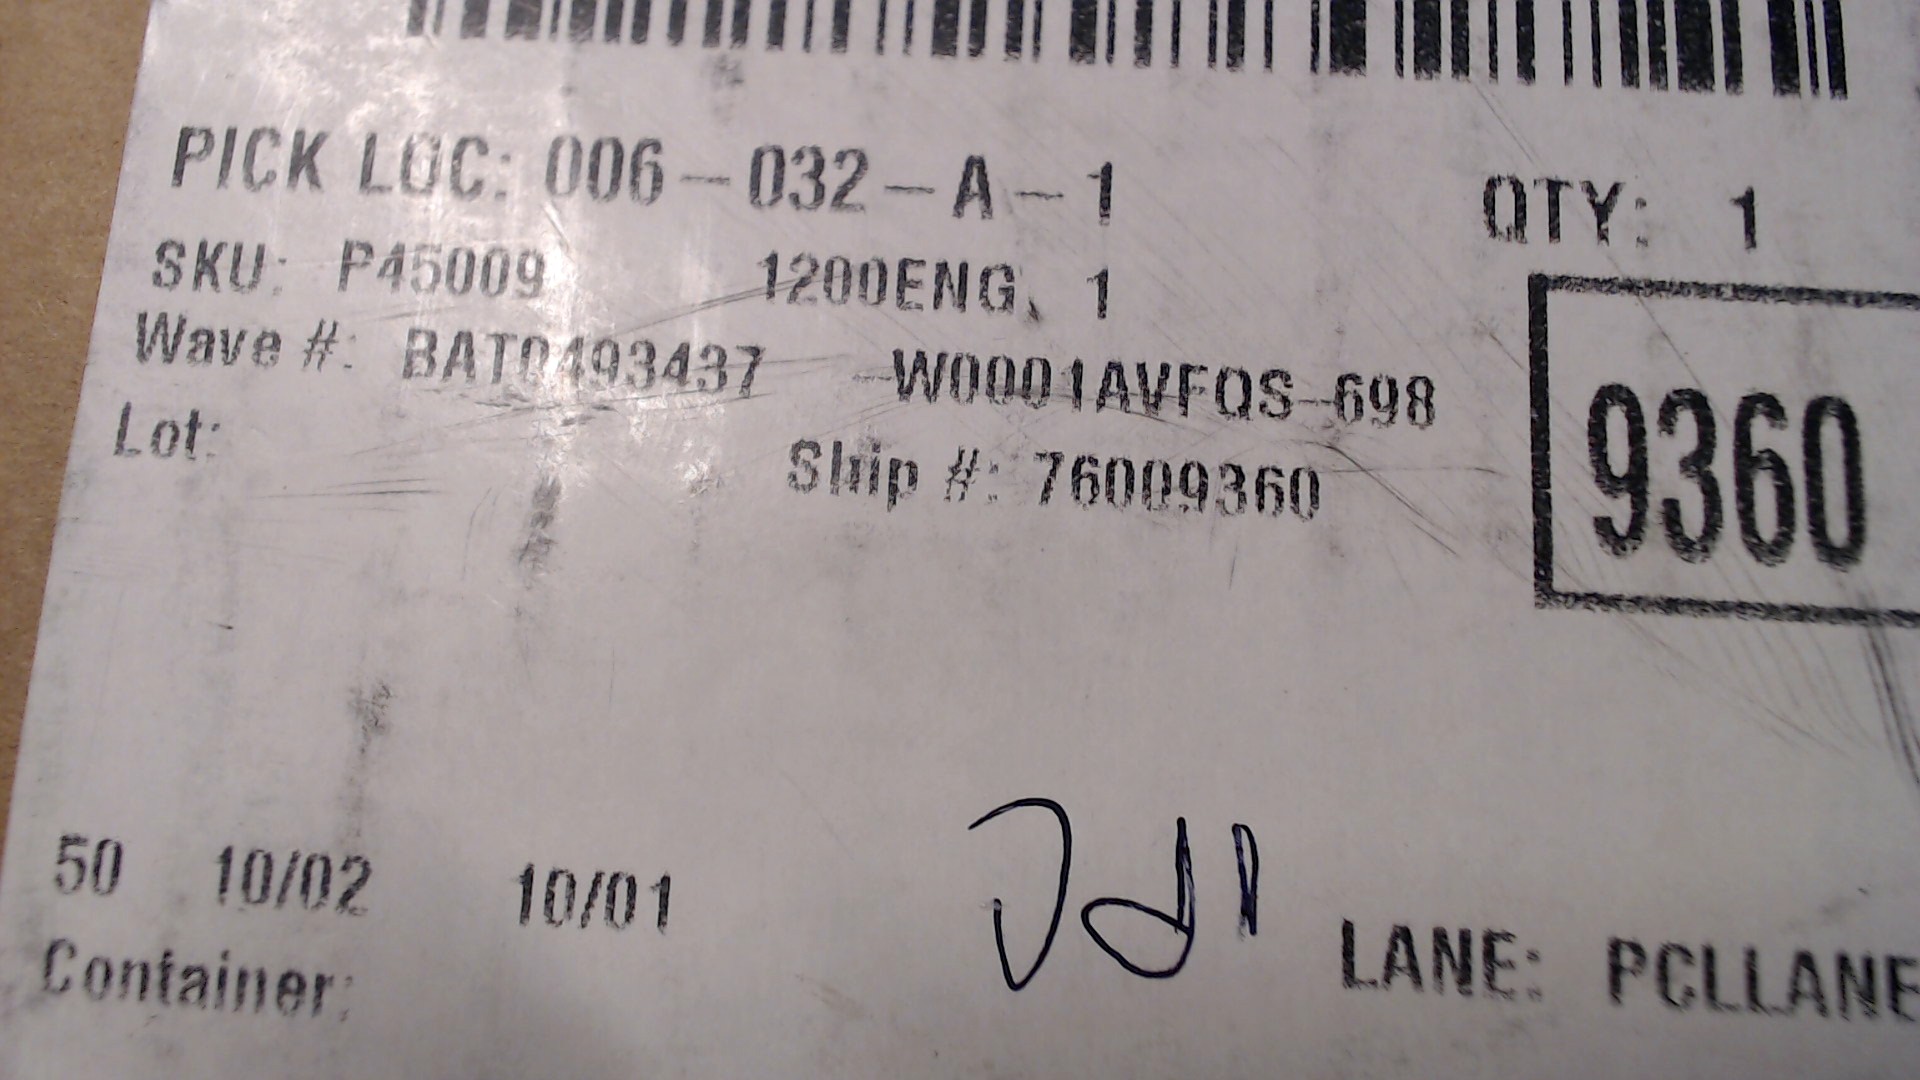 PICK LOC: 006-032-A-1 QTY: 1
SKU: P45009 1200ENG, 1
Wave #: BAT0493437 -W0001AVFQS-698
9360
Lot: Ship #: 76009360
50 10/02 10/01
LANE: PCLLANE
Container: